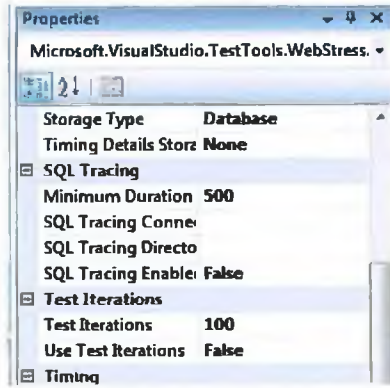 Properties
Microsoft.VisualStudio.TestTools.WebStress.
Storage Type Database
Timing Details Stora None
SQL Tracing
Minimum Duration 500
SQL Tracing Connec
SQL Tracing Directo
SQL Tracing Enable False
Test Iterations
Test Iterations 100
Use Test Iterations False
Timing